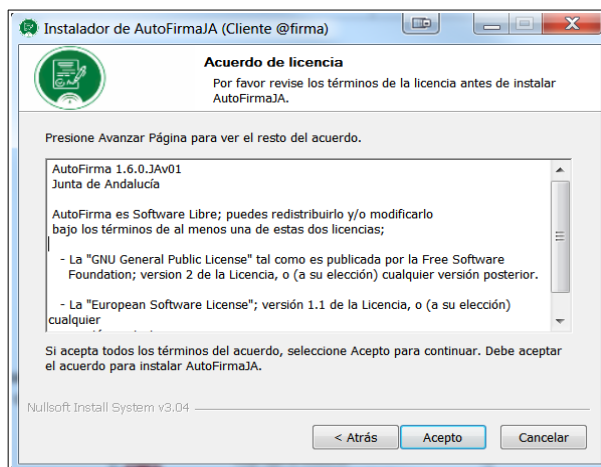 Instalador de AutoFirmaJA (Cliente @firma)
Acuerdo de licencia
Por favor revise los términos de la licencia antes de instalar
AutoFirmaJA.
Presione Avanzar Página para ver el resto del acuerdo.
AutoFirma 1.6.0.JAv01
Junta de Andalucía
AutoFirma es Software Libre; puedes redistribuirlo y/o modificarlo
bajo los términos de al menos una de estas dos licencias;
- La "GNU General Public License" tal como es publicada por la Free Software
Foundation; version 2 de la Licencia, o (a su elección) cualquier versión posterior.
- La "European Software License"; versión 1.1 de la Licencia, o (a su elección)
cualquier
Si acepta todos los términos del acuerdo, seleccione Acepto para continuar. Debe aceptar
el acuerdo para instalar AutoFirmaJA.
Nullsoft Install System v3.04
< Atrás
Acepto
Cancelar